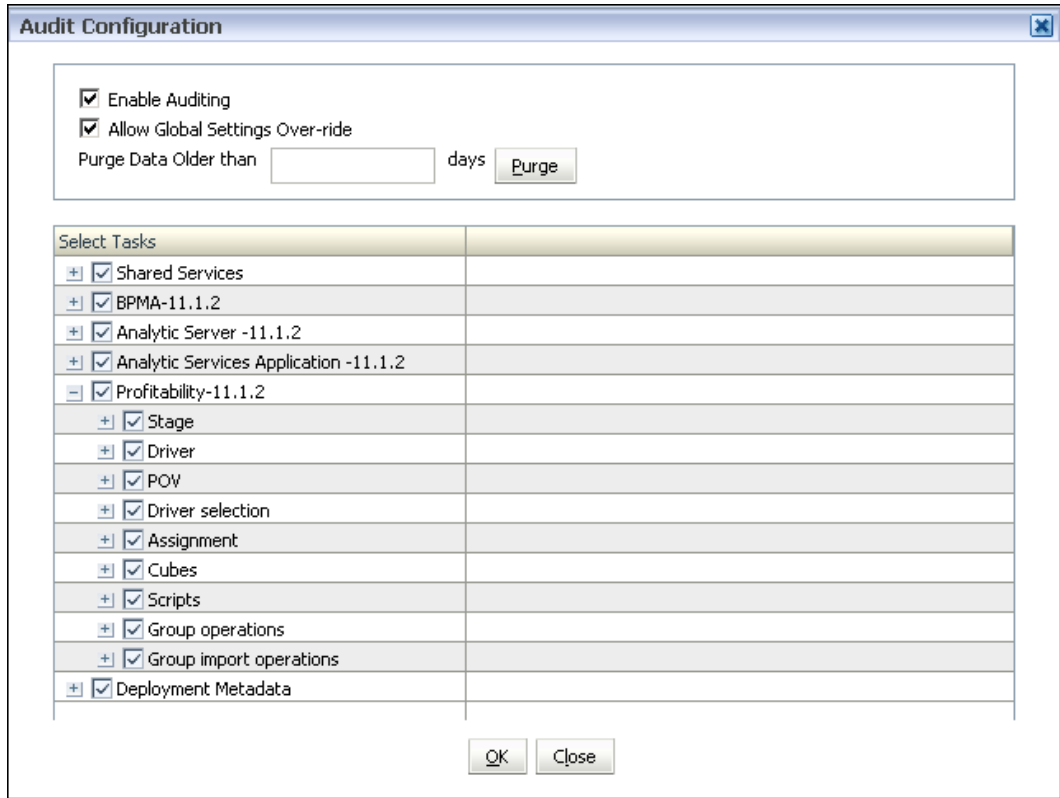 Audit Configuration
Enable Auditing
Allow Global Settings Over-ride
Purge Data Older than days Purge
Select Tasks
Shared Services
BPMA-11.1.2
Analytic Server -11.1.2
Analytic Services Application -11.1.2
Profitability-11.1.2
Stage
Driver
POV
Driver selection
Assignment
Cubes
Scripts
Group operations
Group import operations
Deployment Metadata
OK Close